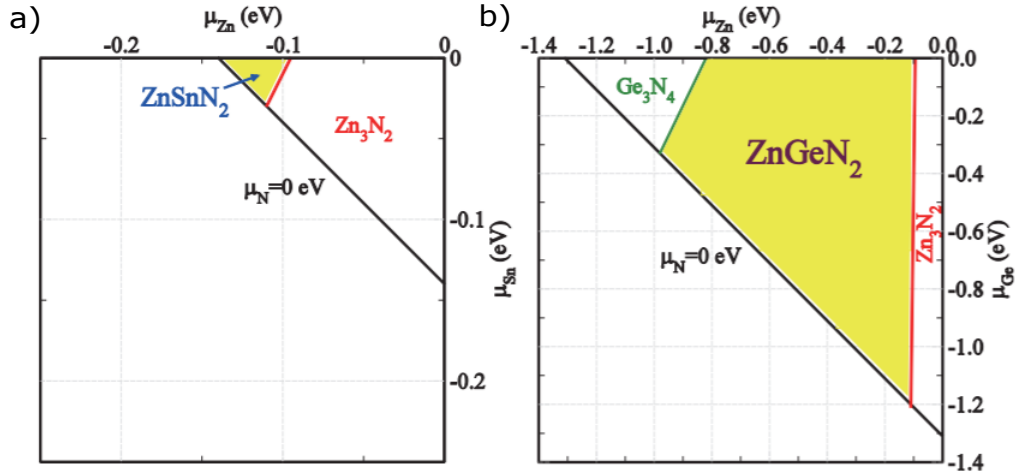 a)
μZn (eV)
-0.2 -0.1 0
ZnSnN2
Zn3N2
μN=0 eV
-0.1
-0.2
μSn (eV)
b)
μZn (eV)
-1.4 -1.2 -1.0 -0.8 -0.6 -0.4 -0.2 0.0
0.0
Ge3N4
ZnGeN2
Zn3N2
μN=0 eV
-0.2
-0.4
-0.6
-0.8
-1.0
-1.2
-1.4
μGe (eV)